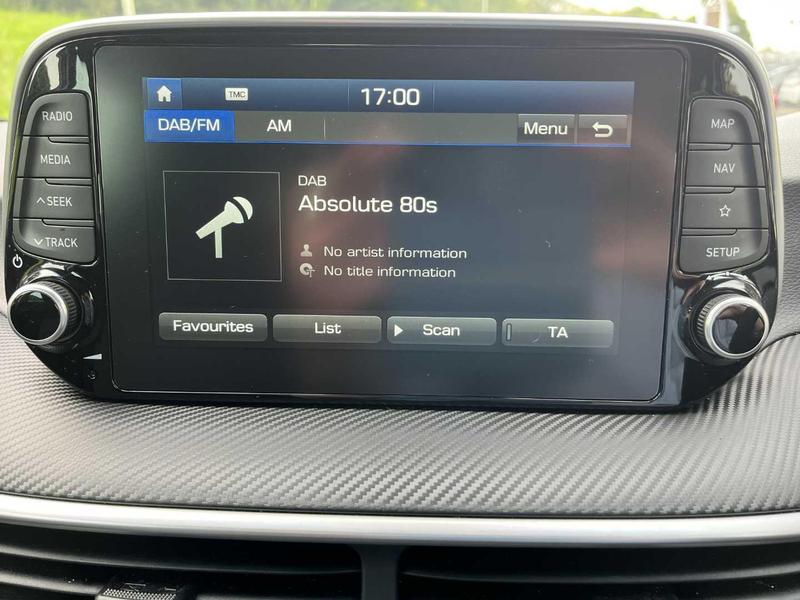 TMC
17:00
DAB/FM
AM
Menu
DAB
Absolute 80s
No artist information
No title information
Favourites
List
Scan
TA
RADIO
MEDIA
SEEK
TRACK
MAP
NAV
SETUP